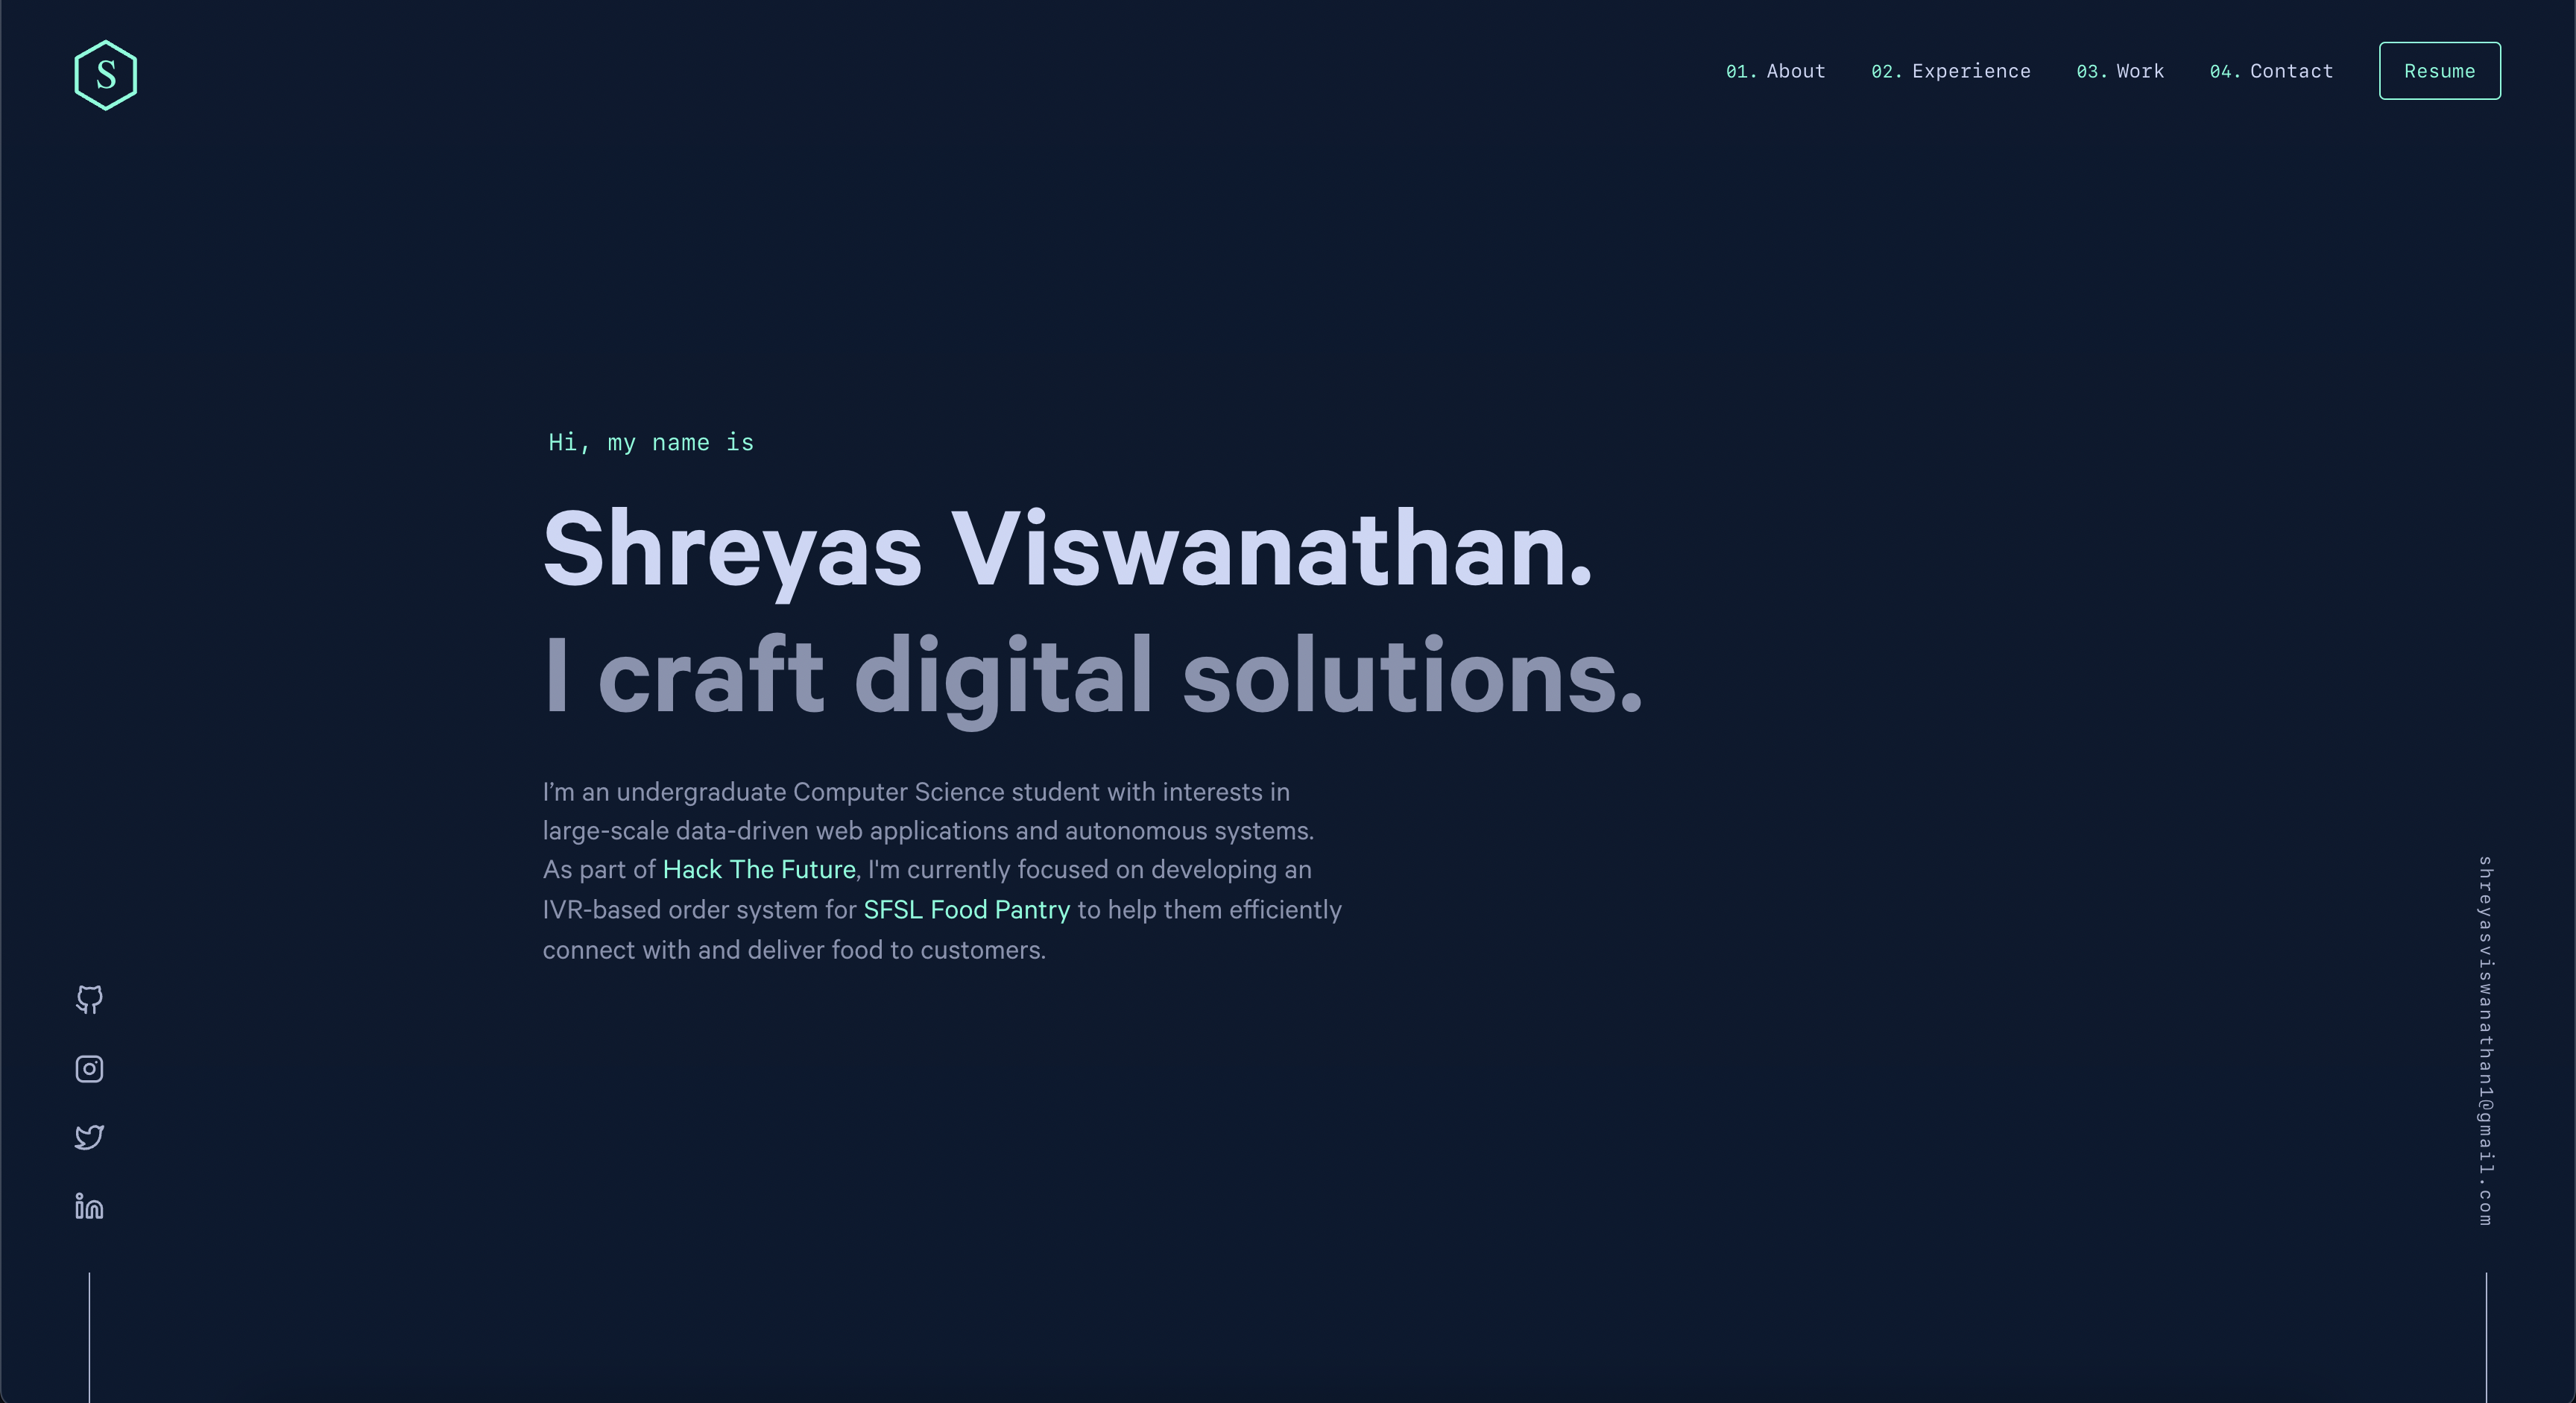 S
01. About 02. Experience 03. Work 04. Contact Resume
Hi, my name is
Shreyas Viswanathan.
I craft digital solutions.
I’m an undergraduate Computer Science student with interests in
large-scale data-driven web applications and autonomous systems.
As part of Hack The Future, I'm currently focused on developing an
IVR-based order system for SFSL Food Pantry to help them efficiently
connect with and deliver food to customers.
in
shreyasviswanathan1@gmail.com